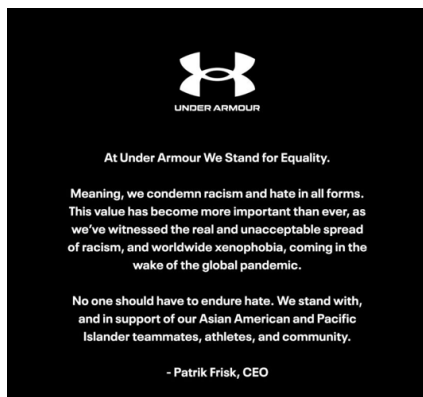 UNDER ARMOUR
At Under Armour We Stand for Equality.
Meaning, we condemn racism and hate in all forms.
This value has become more important than ever, as
we've witnessed the real and unacceptable spread
of racism, and worldwide xenophobia, coming in the
wake of the global pandemic.
No one should have to endure hate. We stand with,
and in support of our Asian American and Pacific
Islander teammates, athletes, and community.
- Patrik Frisk, CEO